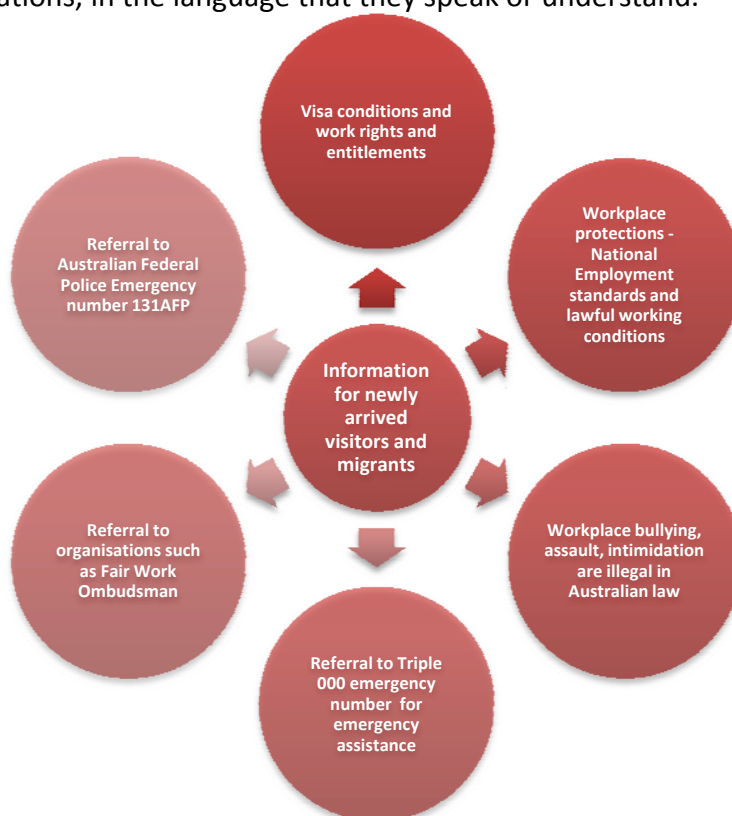 ations, in the language that they speak or understand.
Visa conditions and
work rights and
entitlements
Workplace
protections -
National
Employment
standards and
lawful working
conditions
Workplace bullying,
assault, intimidation
are illegal in
Australian law
Referral to Triple
000 emergency
number for
emergency
assistance
Referral to
organisations such
as Fair Work
Ombudsman
Referral to
Australian Federal
Police Emergency
number 131AFP
Information
for newly
arrived
visitors and
migrants